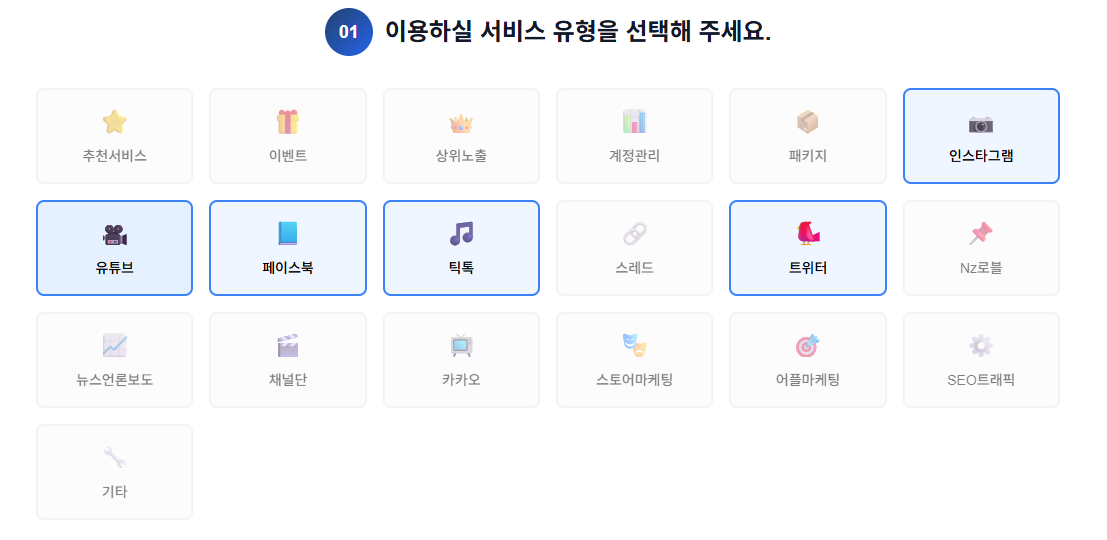 01 이용하실 서비스 유형을 선택해 주세요.
추천서비스
이벤트
상위노출
계정관리
패키지
인스타그램
유튜브
페이스북
틱톡
스레드
트위터
Nz로블
뉴스언론보도
채널단
카카오
스토어마케팅
어플마케팅
SEO트래픽
기타